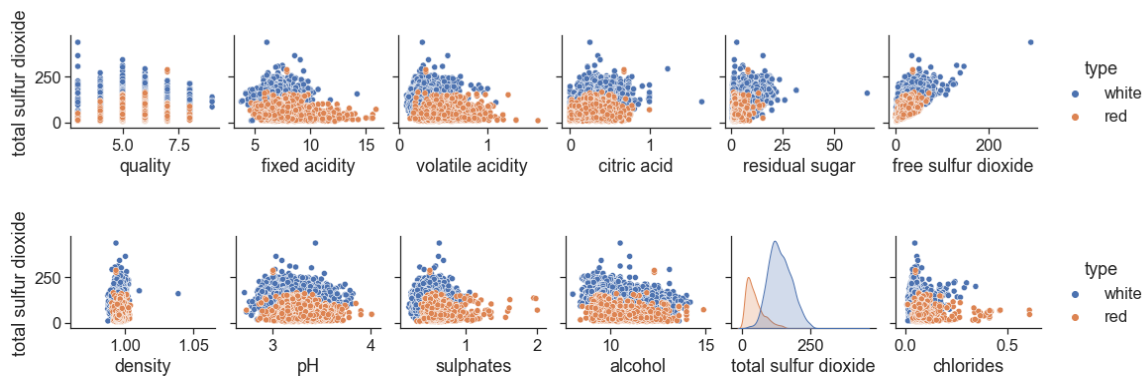 total sulfur dioxide
250
0
5.0 7.5
quality
5 10 15
fixed acidity
0 1
volatile acidity
0 1
citric acid
0 25 50
residual sugar
0 200
free sulfur dioxide
type
white
red
total sulfur dioxide
250
0
1.00 1.05
density
3 4
pH
1 2
sulphates
10 15
alcohol
0 250
total sulfur dioxide
0.0 0.5
chlorides
type
white
red